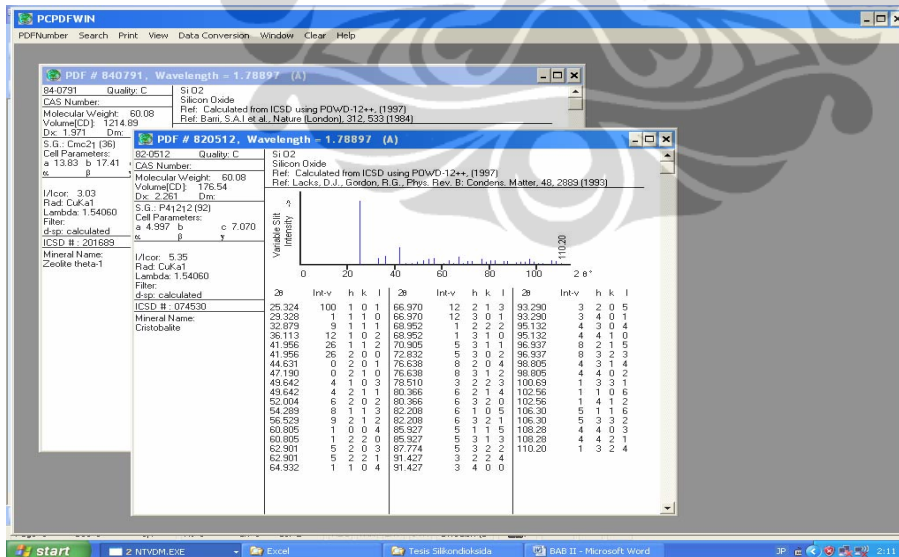 PCPDFWIN
PDFNumber Search Print View Data Conversion Window Clear Help
PDF # 840791, Wavelength = 1.78897 (A)
84-0791 Quality: C
CAS Number:
Molecular Weight: 60.08
Volume[CD]: 1214.89
Dx: 1.971 Dm:
S.G.: Cmc21 (36)
Cell Parameters:
a 13.83 b 17.41
α β
I/Icor: 3.03
Rad: CuKa1
Lambda: 1.54060
Filter:
d-sp: calculated
ICSD # : 201689
Mineral Name:
Zeolite theta-1
Si O2
Silicon Oxide
Ref: Calculated from ICSD using POWD-12++, (1997)
Ref: Barri, S.A.I et al., Nature (London), 312, 533 (1984)
PDF # 820512, Wavelength = 1.78897 (A)
82-0512 Quality: C
CAS Number:
Molecular Weight: 60.08
Volume[CD]: 176.54
Dx: 2.261 Dm:
S.G.: P41212 (92)
Cell Parameters:
a 4.997 b c 7.070
α β γ
I/Icor: 5.35
Rad: CuKa1
Lambda: 1.54060
Filter:
d-sp: calculated
ICSD # : 074530
Mineral Name:
Cristobalite
Si O2
Silicon Oxide
Ref: Calculated from ICSD using POWD-12++, (1997)
Ref: Lacks, D.J., Gordon, R.G., Phys. Rev. B: Condens. Matter, 48, 2889 (1993)
Variable Slit
Intensity
110.20
0 20 40 60 80 100 2 θ°
2θ Int-v h k l 2θ Int-v h k l 2θ Int-v h k l
25.324 100 1 0 1 66.970 12 2 1 3 93.290 3 2 0 5
29.328 1 1 1 0 66.970 12 3 0 1 93.290 3 4 0 1
32.879 9 1 1 1 68.952 1 2 2 2 95.132 4 3 0 4
36.113 12 1 0 2 68.952 1 3 1 0 95.132 4 4 1 0
41.956 26 1 1 2 70.905 5 3 1 1 96.937 8 2 1 5
41.956 26 2 0 0 72.832 5 3 0 2 96.937 8 3 2 3
44.631 0 2 0 1 76.638 8 2 0 4 98.805 4 3 1 4
47.190 0 2 1 0 76.638 8 3 1 2 98.805 4 4 0 2
49.642 4 1 0 3 78.510 3 2 2 3 100.69 1 3 3 1
49.642 4 2 1 1 80.366 6 2 1 4 102.56 1 1 0 6
52.004 6 2 0 2 80.366 6 3 2 0 102.56 1 4 1 2
54.289 8 1 1 3 82.208 6 1 0 5 106.30 5 1 1 6
56.529 9 2 1 2 82.208 6 3 2 1 106.30 5 3 3 2
60.805 1 0 0 4 85.927 5 1 1 5 108.28 4 4 0 3
60.805 1 2 2 0 85.927 5 3 1 3 108.28 4 4 2 1
62.901 5 2 0 3 87.774 5 3 2 2 110.20 1 3 2 4
62.901 5 2 2 1 91.427 3 2 2 4
64.932 1 1 0 4 91.427 3 4 0 0
start 2 NTVDM.EXE Excel Tesis Silikondioksida BAB II - Microsoft Word JP 2:11